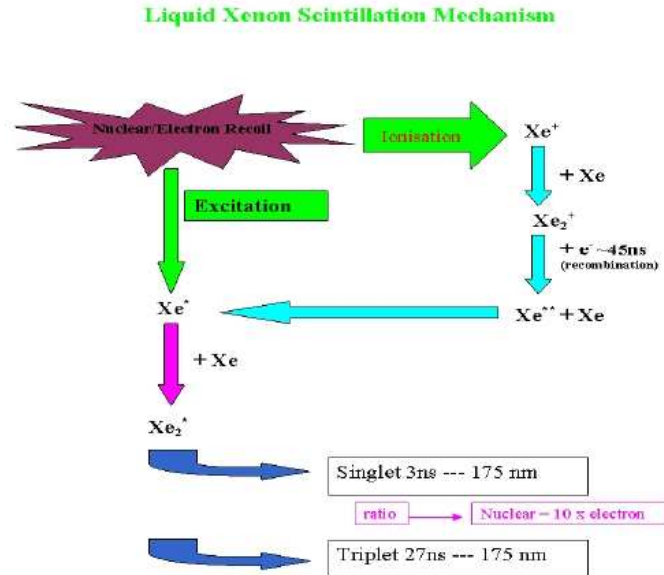 Liquid Xenon Scintillation Mechanism
Nuclear/Electron Recoil
Ionisation
Xe⁺
+ Xe
Excitation
Xe₂⁺
+ e⁻ ~45ns
(recombination)
Xe*
Xe** + Xe
+ Xe
Xe₂*
Singlet 3ns --- 175 nm
ratio
Nuclear – 10 x electron
Triplet 27ns --- 175 nm